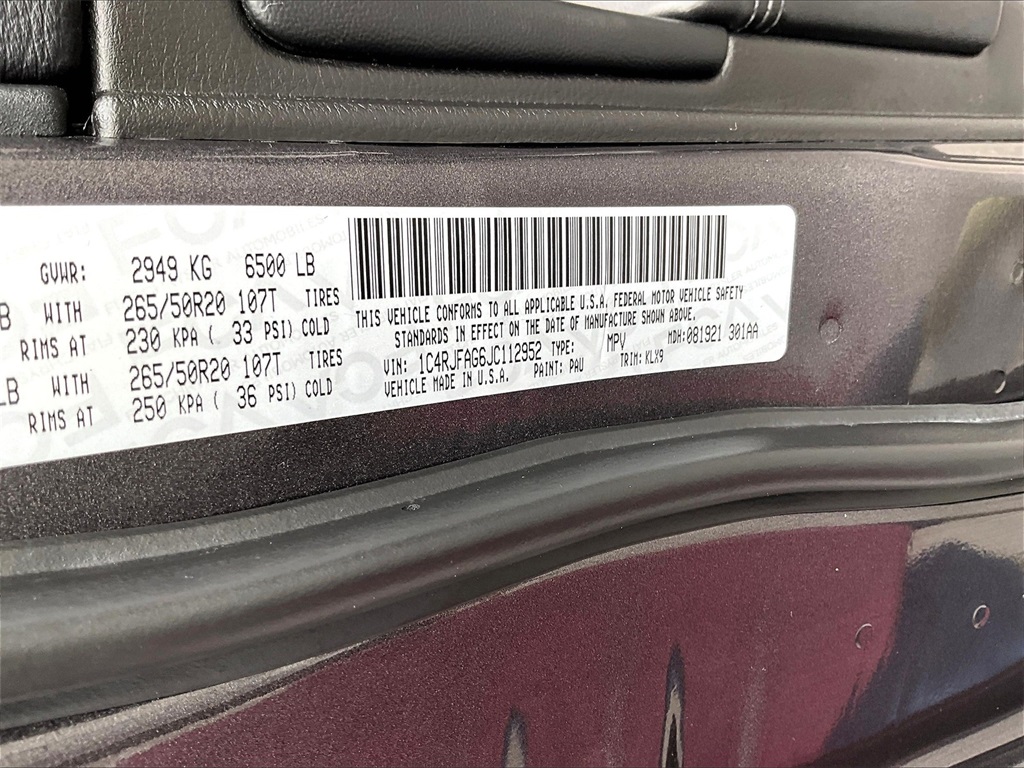 GVWR: 2949 KG 6500 LB
B WITH 265/50R20 107T TIRES
RIMS AT 230 KPA ( 33 PSI) COLD
LB WITH 265/50R20 107T TIRES
RIMS AT 250 KPA ( 36 PSI) COLD
THIS VEHICLE CONFORMS TO ALL APPLICABLE U.S.A. FEDERAL MOTOR VEHICLE SAFETY
STANDARDS IN EFFECT ON THE DATE OF MANUFACTURE SHOWN ABOVE.
VIN: 1C4RJFAG6JC112952 TYPE: MPV MDH:081921 301AA
VEHICLE MADE IN U.S.A. PAINT: PAU TRIM: KLX9